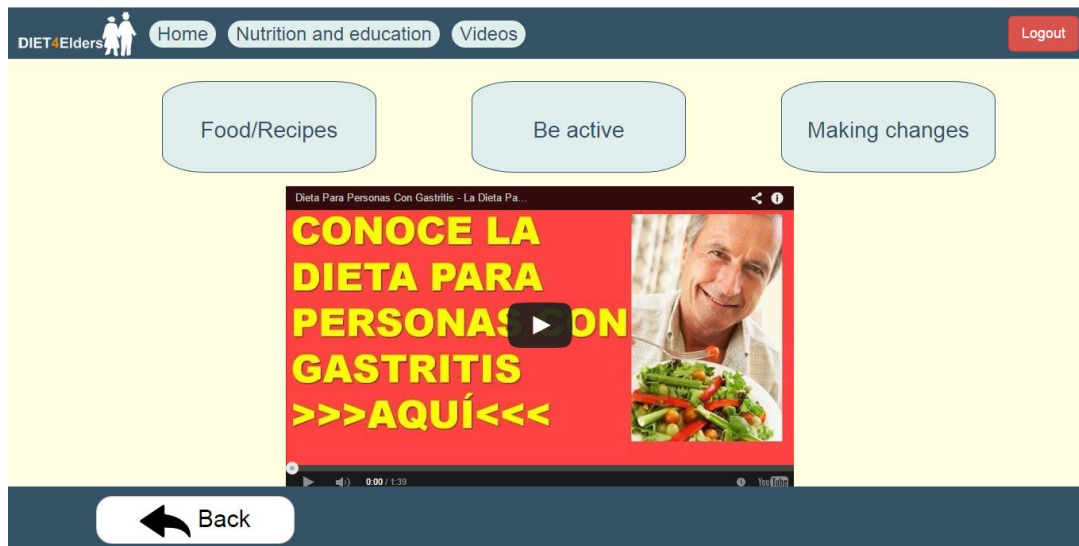 DIET4Elders
Home
Nutrition and education
Videos
Logout
Food/Recipes
Be active
Making changes
Dieta Para Personas Con Gastritis - La Dieta Pa...
CONOCE LA
DIETA PARA
PERSONAS CON
GASTRITIS
>>>AQUÍ<<<
0:00 / 1:39
YouTube
Back